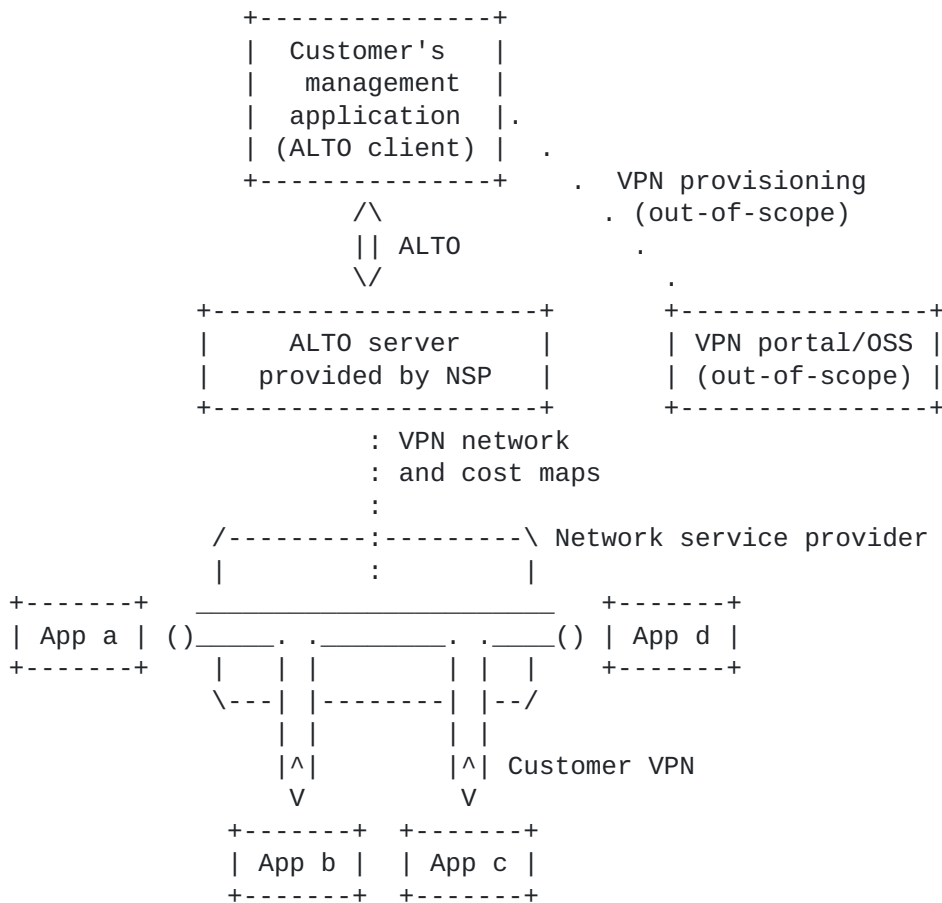 Customer's
management
application
(ALTO client)
VPN provisioning
(out-of-scope)
ALTO
ALTO server
provided by NSP
VPN portal/OSS
(out-of-scope)
VPN network
and cost maps
Network service provider
App a
App d
Customer VPN
App b
App c